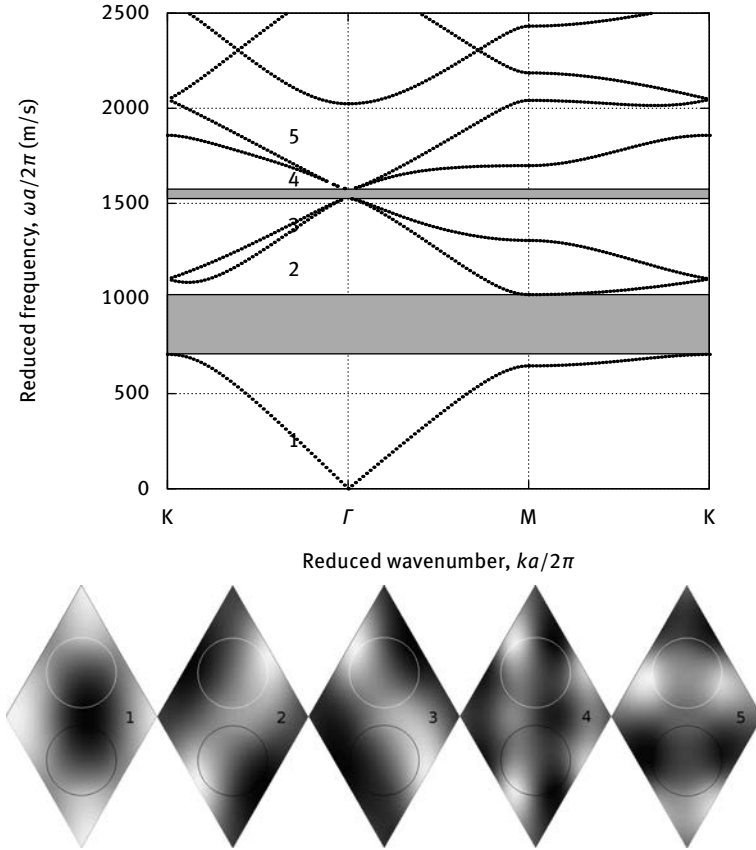 2500
2000
1500
1000
500
0
Reduced frequency, ωa/2π (m/s)
5
4
3
2
1
K Γ M K
Reduced wavenumber, ka/2π
1 2 3 4 5